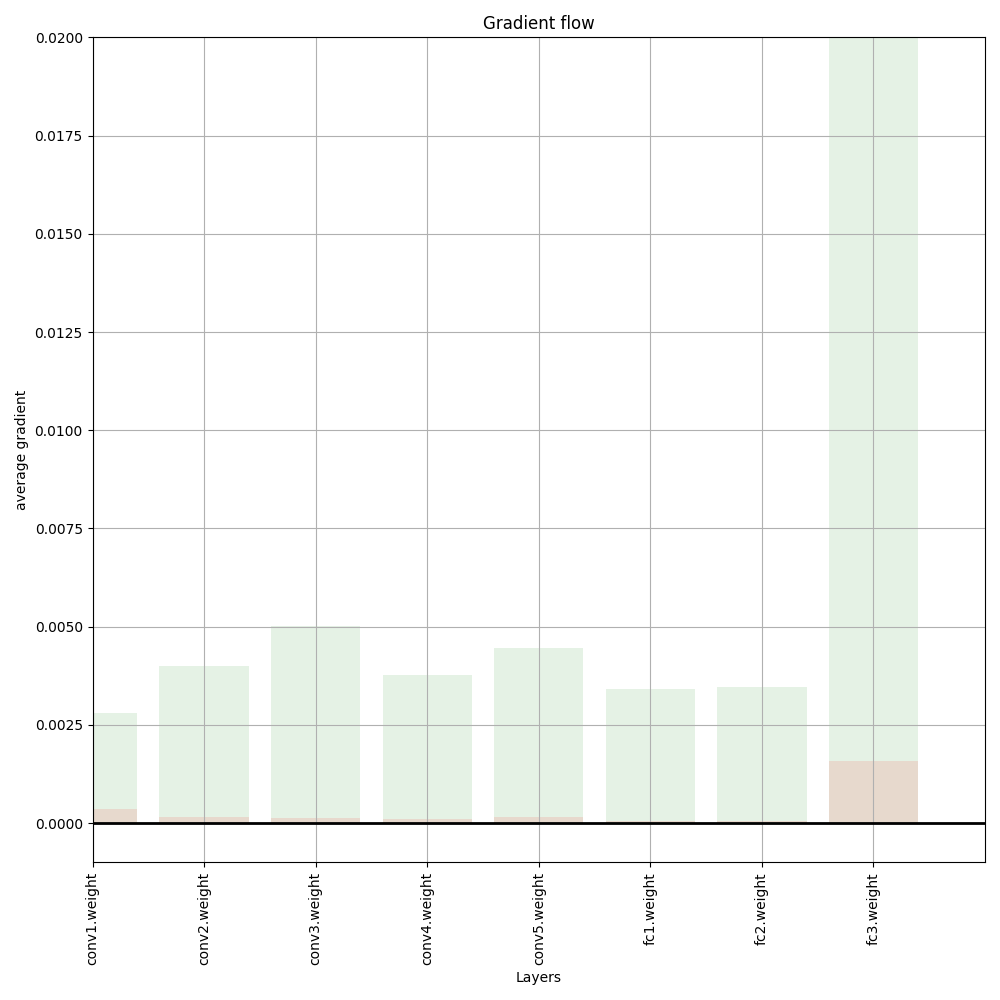 Gradient flow
0.0200
0.0175
0.0150
0.0125
0.0100
0.0075
0.0050
0.0025
0.0000
average gradient
conv1.weight
conv2.weight
conv3.weight
conv4.weight
conv5.weight
fc1.weight
fc2.weight
fc3.weight
Layers